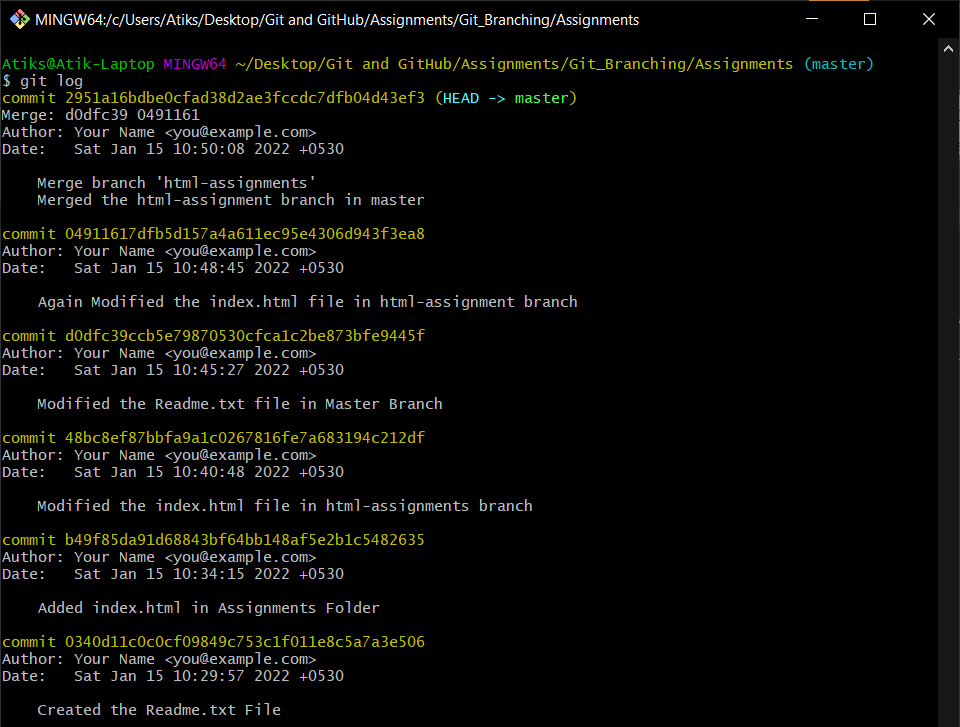 MINGW64:/c/Users/Atiks/Desktop/Git and GitHub/Assignments/Git_Branching/Assignments
Atiks@Atik-Laptop MINGW64 ~/Desktop/Git and GitHub/Assignments/Git_Branching/Assignments (master)
$ git log
commit 2951a16bdbe0cfad38d2ae3fccdc7dfb04d43ef3 (HEAD -> master)
Merge: d0dfc39 0491161
Author: Your Name <you@example.com>
Date:   Sat Jan 15 10:50:08 2022 +0530
Merge branch 'html-assignments'
Merged the html-assignment branch in master
commit 04911617dfb5d157a4a611ec95e4306d943f3ea8
Author: Your Name <you@example.com>
Date:   Sat Jan 15 10:48:45 2022 +0530
Again Modified the index.html file in html-assignment branch
commit d0dfc39ccb5e79870530cfca1c2be873bfe9445f
Author: Your Name <you@example.com>
Date:   Sat Jan 15 10:45:27 2022 +0530
Modified the Readme.txt file in Master Branch
commit 48bc8ef87bbfa9a1c0267816fe7a683194c212df
Author: Your Name <you@example.com>
Date:   Sat Jan 15 10:40:48 2022 +0530
Modified the index.html file in html-assignments branch
commit b49f85da91d68843bf64bb148af5e2b1c5482635
Author: Your Name <you@example.com>
Date:   Sat Jan 15 10:34:15 2022 +0530
Added index.html in Assignments Folder
commit 0340d11c0c0cf09849c753c1f011e8c5a7a3e506
Author: Your Name <you@example.com>
Date:   Sat Jan 15 10:29:57 2022 +0530
Created the Readme.txt File